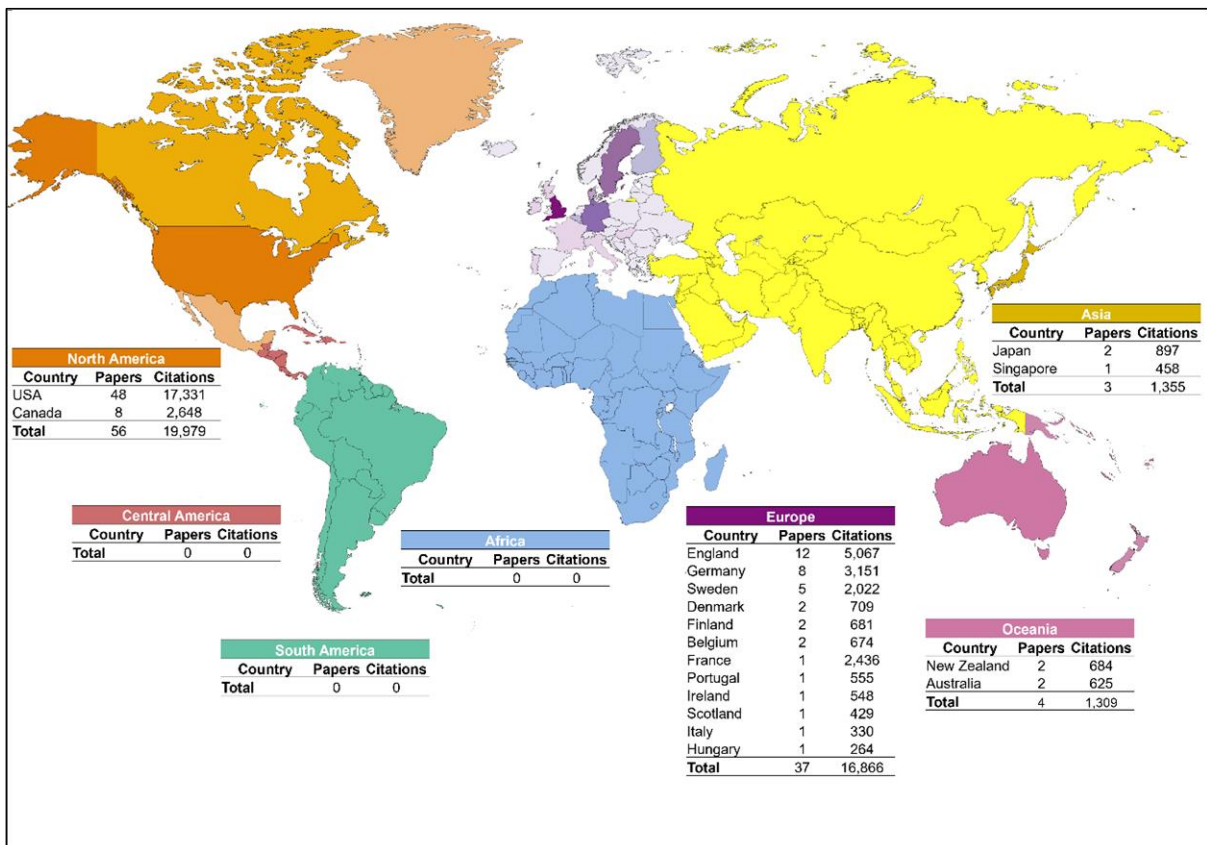 North America
Country Papers Citations
USA 48 17,331
Canada 8 2,648
Total 56 19,979
Asia
Country Papers Citations
Japan 2 897
Singapore 1 458
Total 3 1,355
Central America
Country Papers Citations
Total 0 0
Africa
Country Papers Citations
Total 0 0
Europe
Country Papers Citations
England 12 5,067
Germany 8 3,151
Sweden 5 2,022
Denmark 2 709
Finland 2 681
Belgium 2 674
France 1 2,436
Portugal 1 555
Ireland 1 548
Scotland 1 429
Italy 1 330
Hungary 1 264
Total 37 16,866
South America
Country Papers Citations
Total 0 0
Oceania
Country Papers Citations
New Zealand 2 684
Australia 2 625
Total 4 1,309